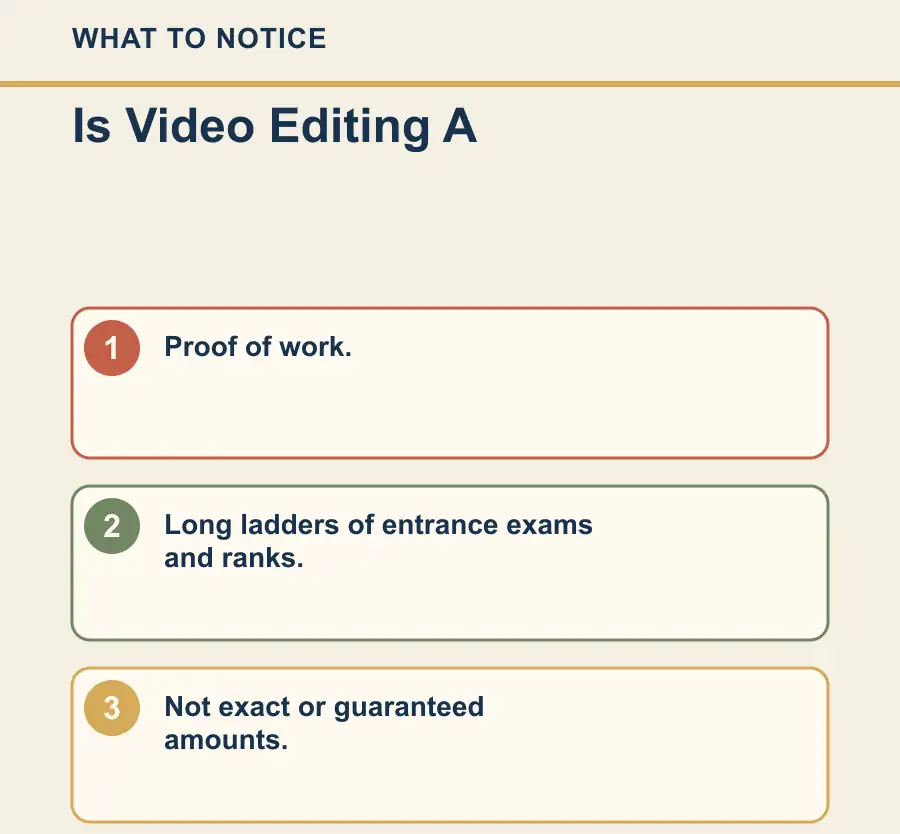 WHAT TO NOTICE
Is Video Editing A
1
Proof of work.
2
Long ladders of entrance exams
and ranks.
3
Not exact or guaranteed
amounts.